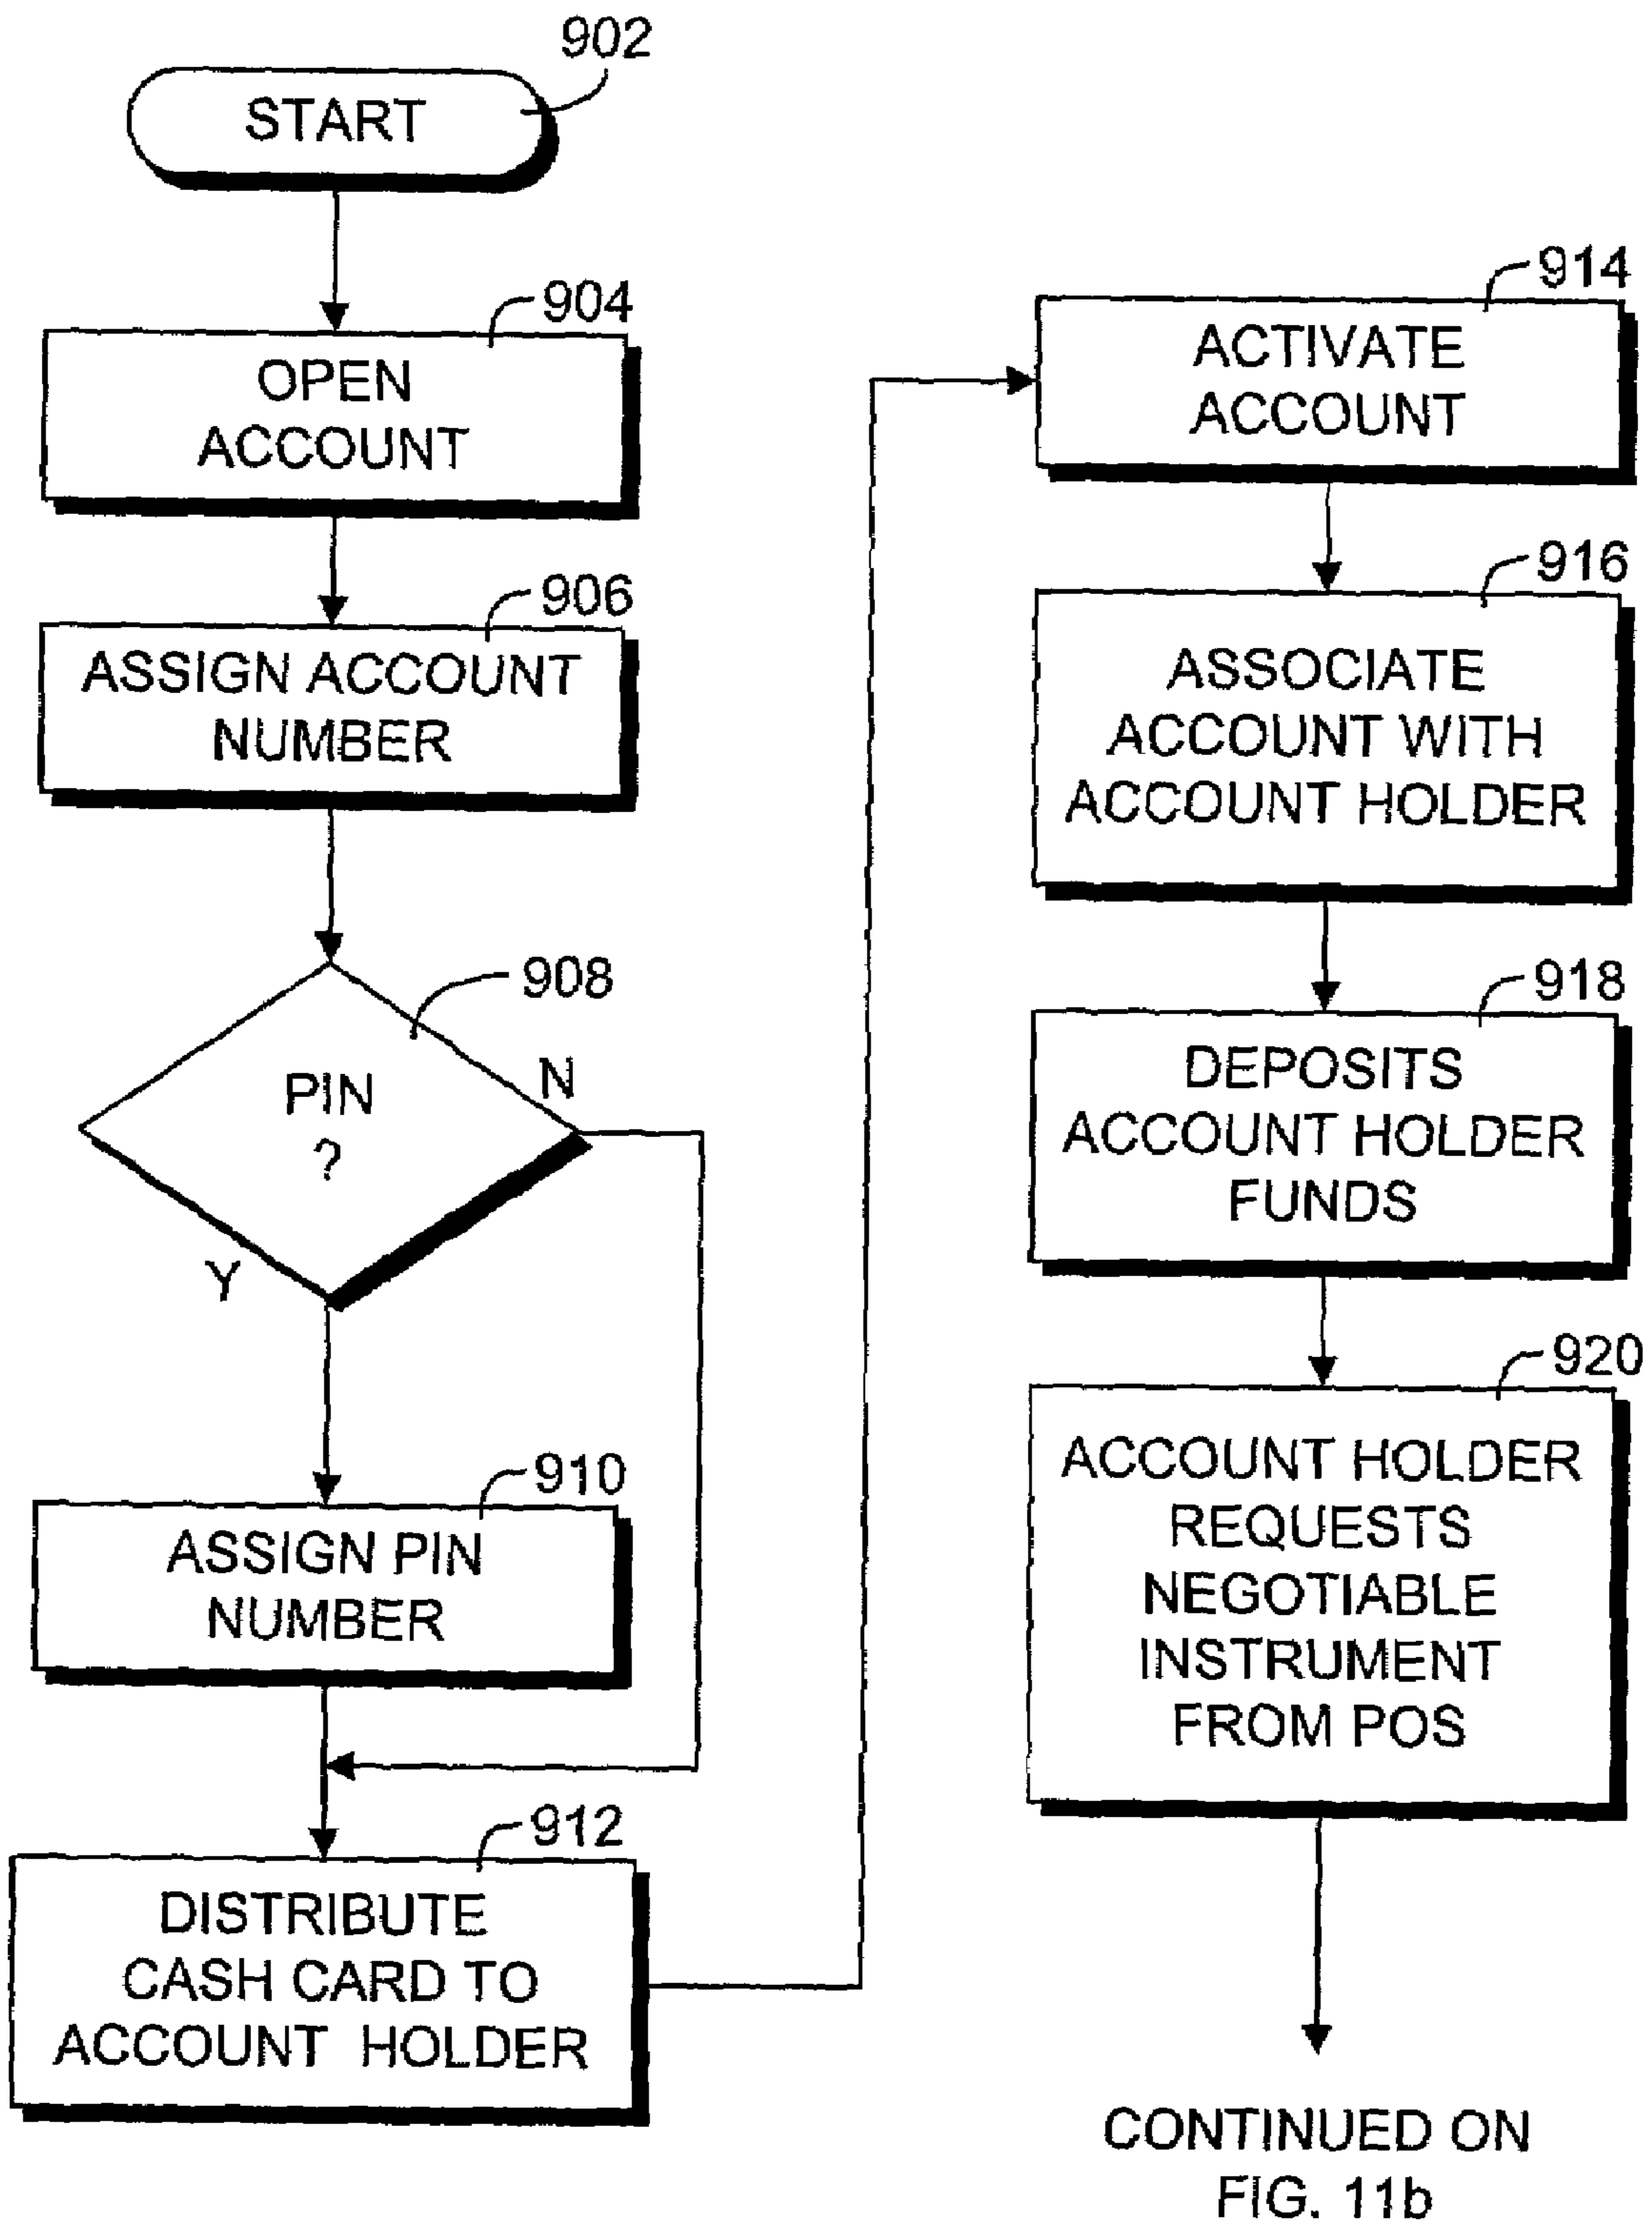 902
START
904
OPEN
ACCOUNT
906
ASSIGN ACCOUNT
NUMBER
908
PIN
?
N
Y
910
ASSIGN PIN
NUMBER
912
DISTRIBUTE
CASH CARD TO
ACCOUNT HOLDER
914
ACTIVATE
ACCOUNT
916
ASSOCIATE
ACCOUNT WITH
ACCOUNT HOLDER
918
DEPOSITS
ACCOUNT HOLDER
FUNDS
920
ACCOUNT HOLDER
REQUESTS
NEGOTIABLE
INSTRUMENT
FROM POS
CONTINUED ON
FIG. 11b